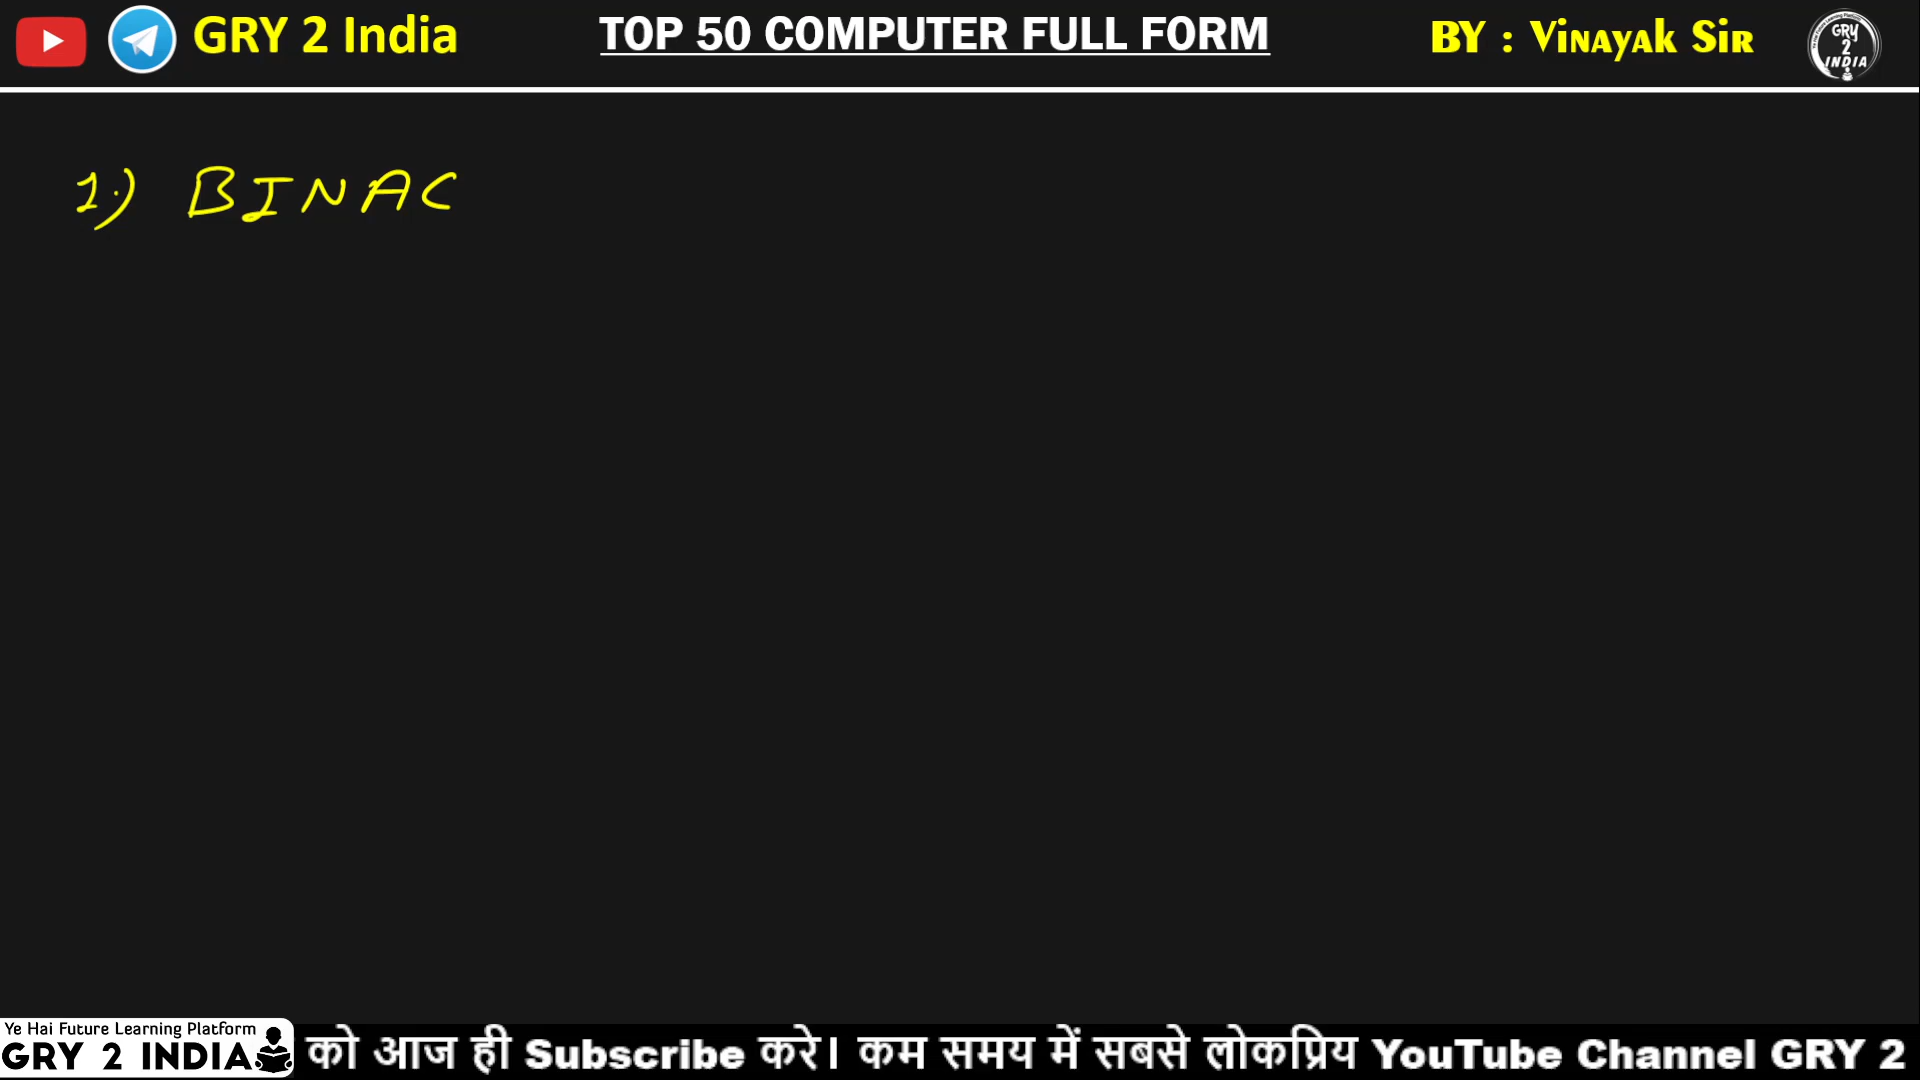 GRY 2 India
TOP 50 COMPUTER FULL FORM
BY : Vinayak Sir
GRY 2 INDIA
1.) BINAC
Ye Hai Future Learning Platform
GRY 2 INDIA
को आज ही Subscribe करे। कम समय में सबसे लोकप्रिय YouTube Channel GRY 2